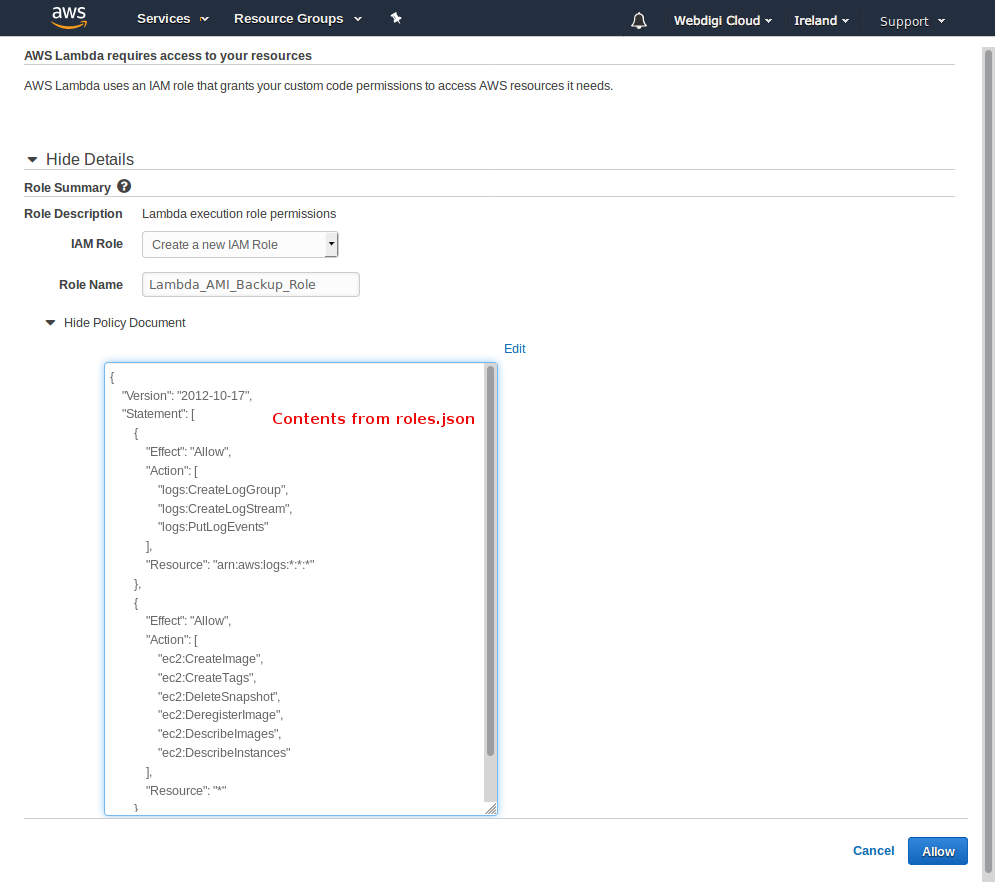 aws Services Resource Groups Webdigi Cloud Ireland Support
AWS Lambda requires access to your resources
AWS Lambda uses an IAM role that grants your custom code permissions to access AWS resources it needs.
Hide Details
Role Summary ?
Role Description Lambda execution role permissions
IAM Role Create a new IAM Role
Role Name Lambda_AMI_Backup_Role
Hide Policy Document
Edit
{
"Version": "2012-10-17",
"Statement": [
Contents from roles.json
{
"Effect": "Allow",
"Action": [
"logs:CreateLogGroup",
"logs:CreateLogStream",
"logs:PutLogEvents"
],
"Resource": "arn:aws:logs:*:*:*"
},
{
"Effect": "Allow",
"Action": [
"ec2:CreateImage",
"ec2:CreateTags",
"ec2:DeleteSnapshot",
"ec2:DeregisterImage",
"ec2:DescribeImages",
"ec2:DescribeInstances"
],
"Resource": "*"
}
Cancel Allow